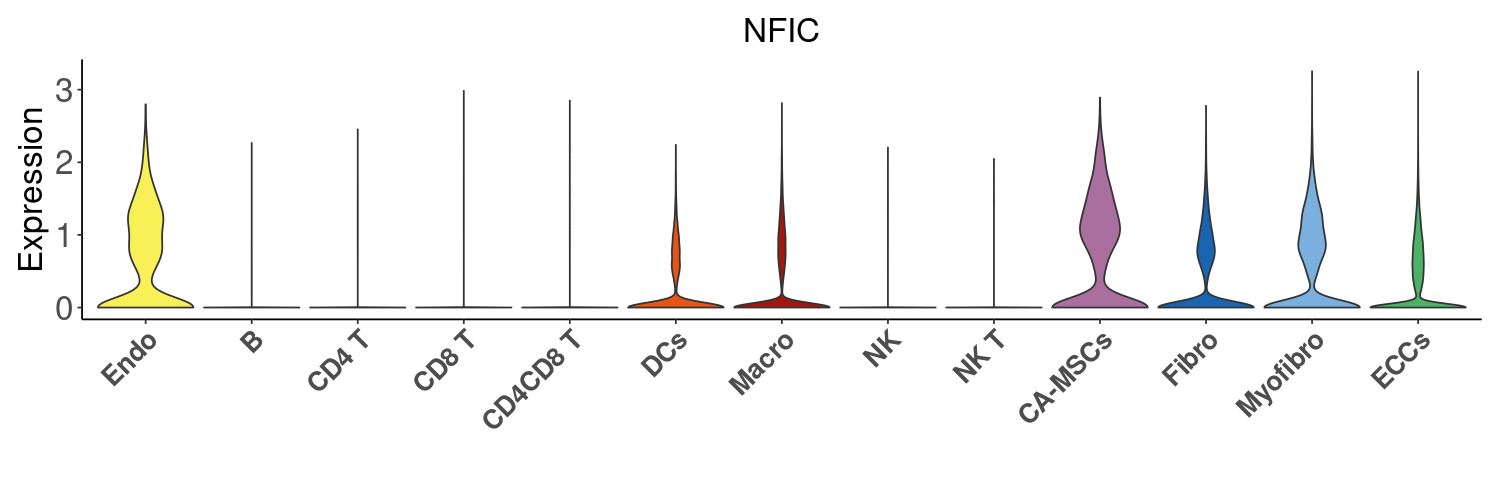 NFIC
Expression
3
2
1
0
Endo
B
CD4 T
CD8 T
CD4CD8 T
DCs
Macro
NK
NK T
CA-MSCs
Fibro
Myofibro
ECCs